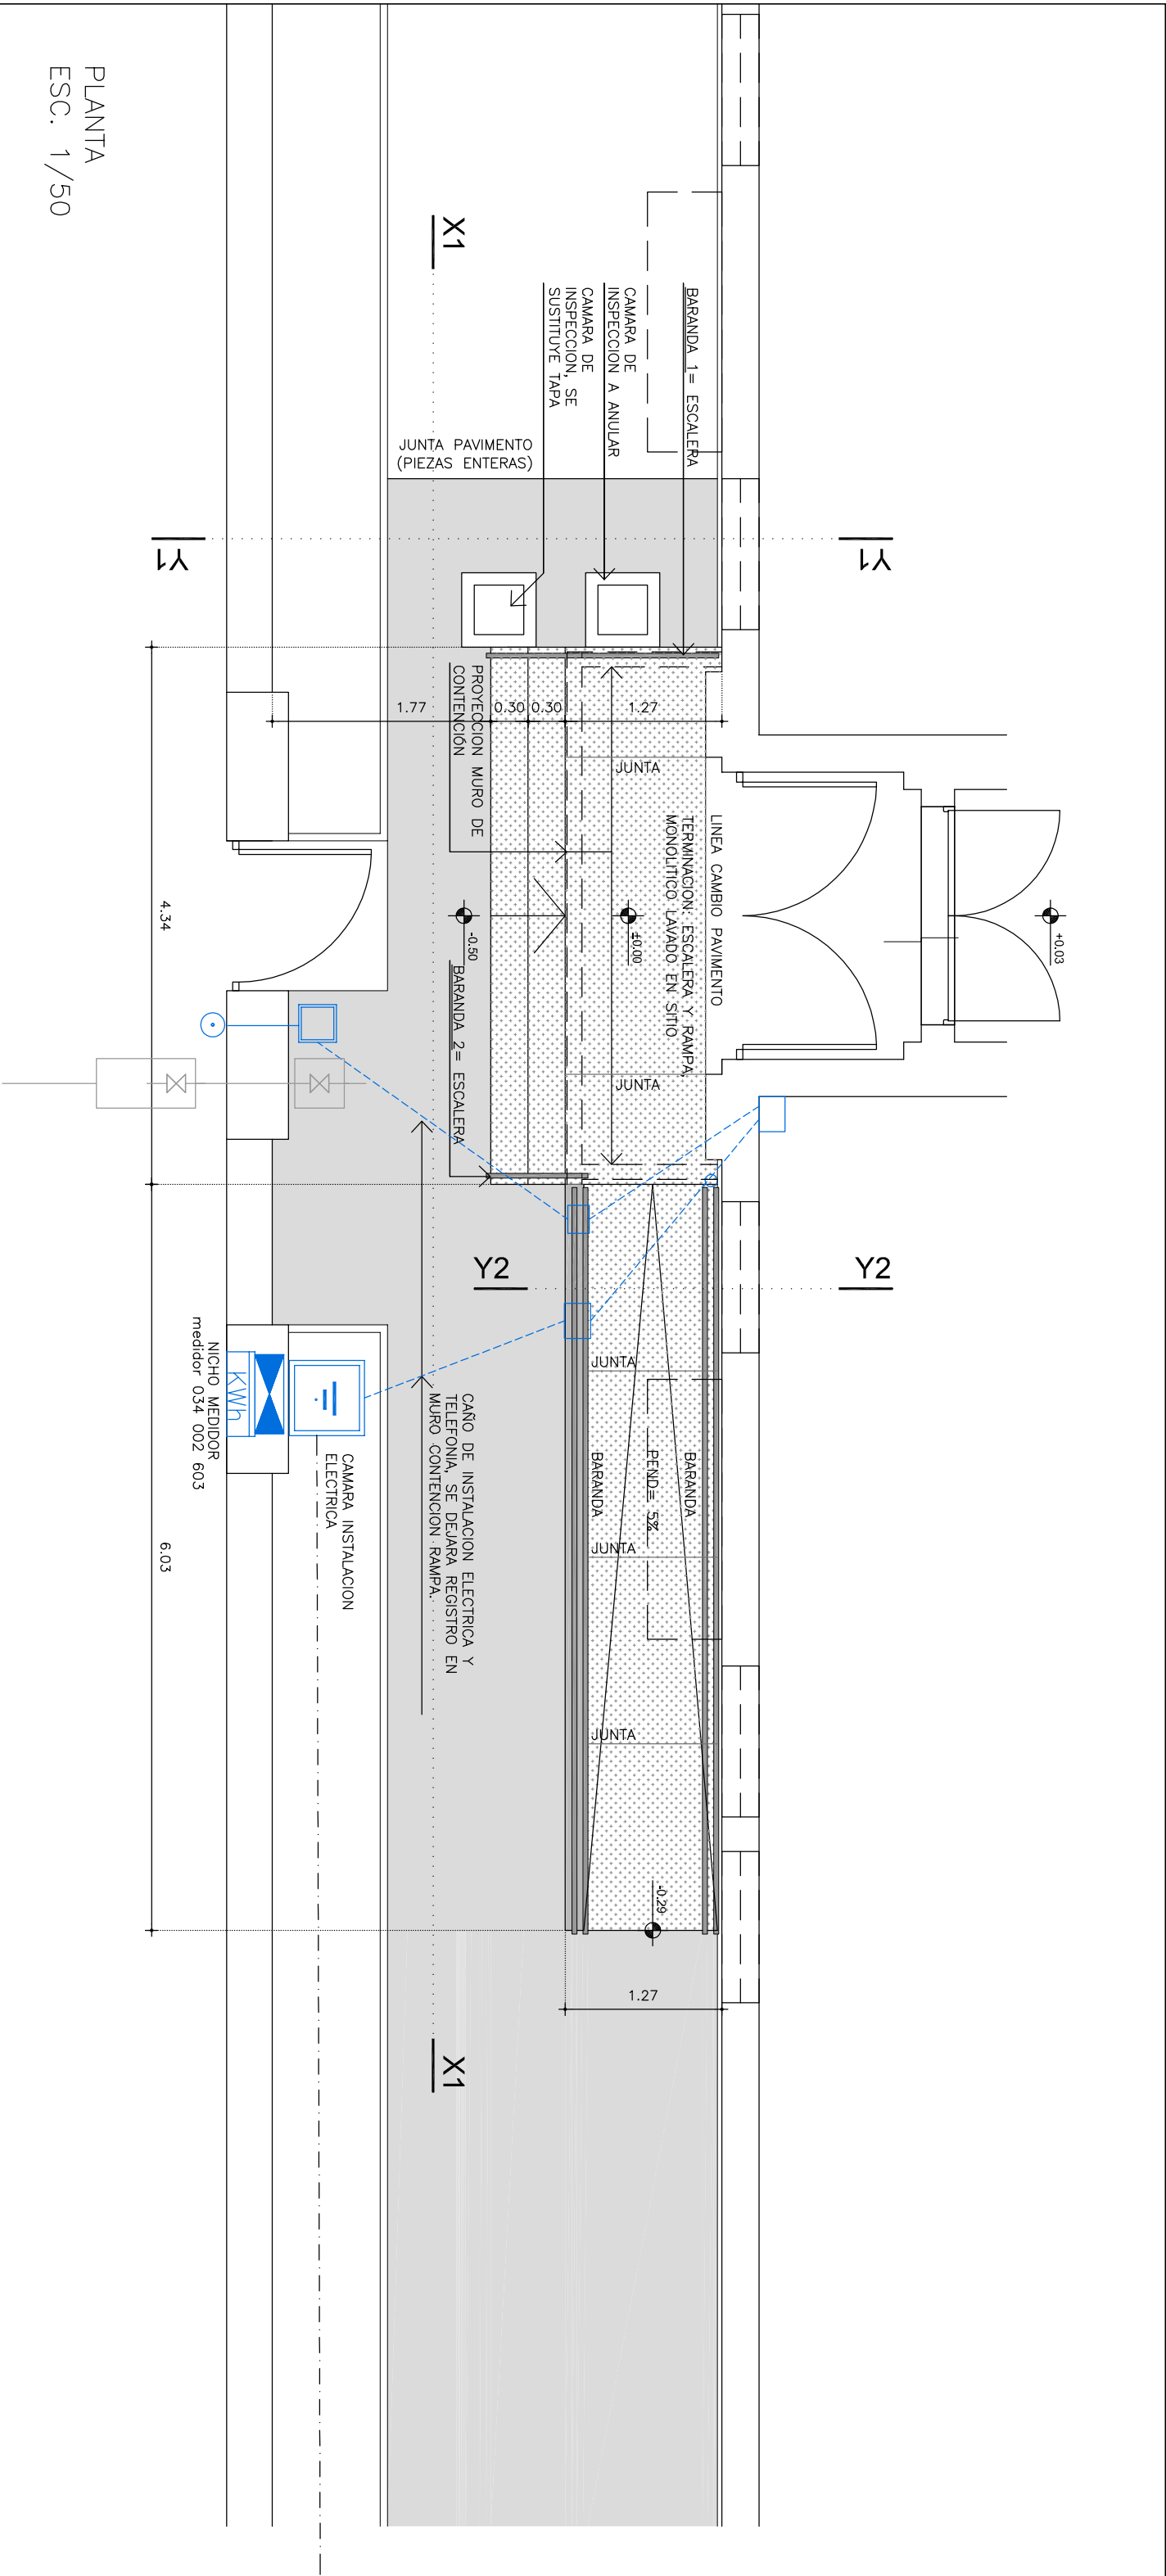 PLANTA
ESC. 1/50
X1
BARANDA 1= ESCALERA
CAMARA DE
INSPECCION A ANULAR
CAMARA DE
INSPECCION, SE
SUSTITUYE TAPA
JUNTA PAVIMENTO
(PIEZAS ENTERAS)
Y1
Y1
1.77
0.30
0.30
1.27
PROYECCION MURO DE
CONTENCIÓN
JUNTA
LINEA CAMBIO PAVIMENTO
TERMINACION: ESCALERA Y RAMPA,
MONOLITICO LAVADO EN SITIO
+0.03
±0.00
-0.50
4.34
BARANDA 2= ESCALERA
JUNTA
Y2
Y2
JUNTA
BARANDA
PEND= 5%
BARANDA
JUNTA
JUNTA
NICHO MEDIDOR
medidor 034 002 603
KWh
CAMARA INSTALACION
ELECTRICA
CAÑO DE INSTALACION ELECTRICA Y
TELEFONIA, SE DEJARA REGISTRO EN
MURO CONTENCION RAMPA.
6.03
-0.29
1.27
X1